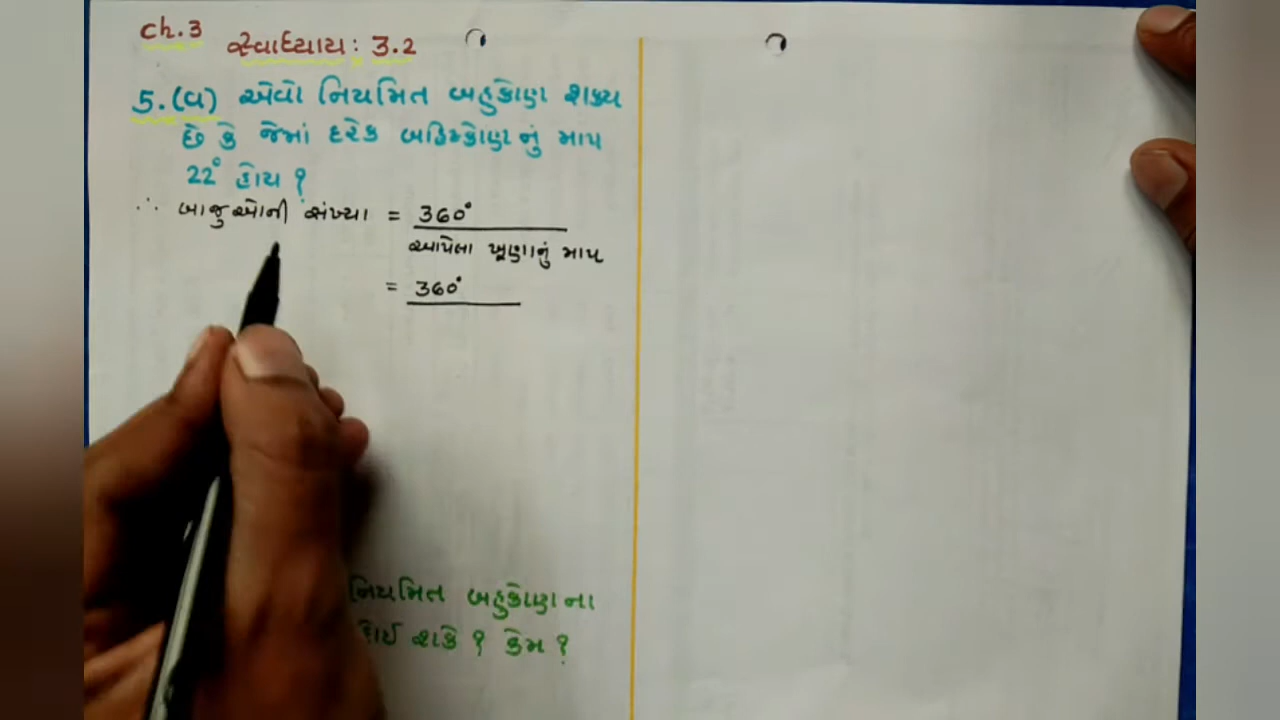 Ch.3
સ્વાધ્યાય: 3.2
5.(બ) એવો નિયમિત બહુકોણ શક્ય
છે કે જેમાં દરેક બહિષ્કોણનું માપ
22° હોય ?
∴ બાજુઓની સંખ્યા = 360°
આપેલા ખૂણાનું માપ
= 360°
નિયમિત બહુકોણના
શકે ? કેમ ?